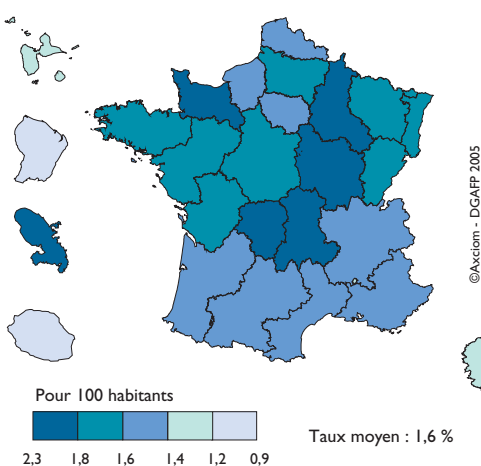 ©Axciom - DGAFP 2005
Pour 100 habitants
2,3 1,8 1,6 1,4 1,2 0,9
Taux moyen : 1,6 %